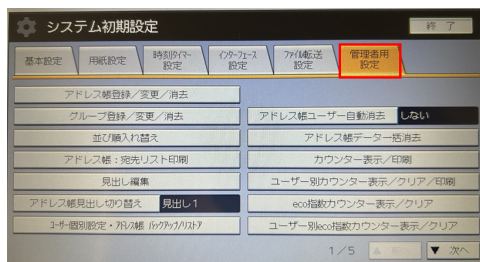 システム初期設定
終 了
基本設定
用紙設定
時刻タイマー
設定
インターフェース
設定
ファイル転送
設定
管理者用
設定
アドレス帳登録／変更／消去
グループ登録／変更／消去
アドレス帳ユーザー自動消去 しない
並び順入れ替え
アドレス帳データ一括消去
アドレス帳：宛先リスト印刷
カウンター表示／印刷
見出し編集
ユーザー別カウンター表示／クリア／印刷
アドレス帳見出し切り替え 見出し1
eco指数カウンター表示／クリア
ユーザー個別設定・アドレス帳 バックアップ/リストア
ユーザー別eco指数カウンター表示／クリア
1／5
▲
▼ 次へ